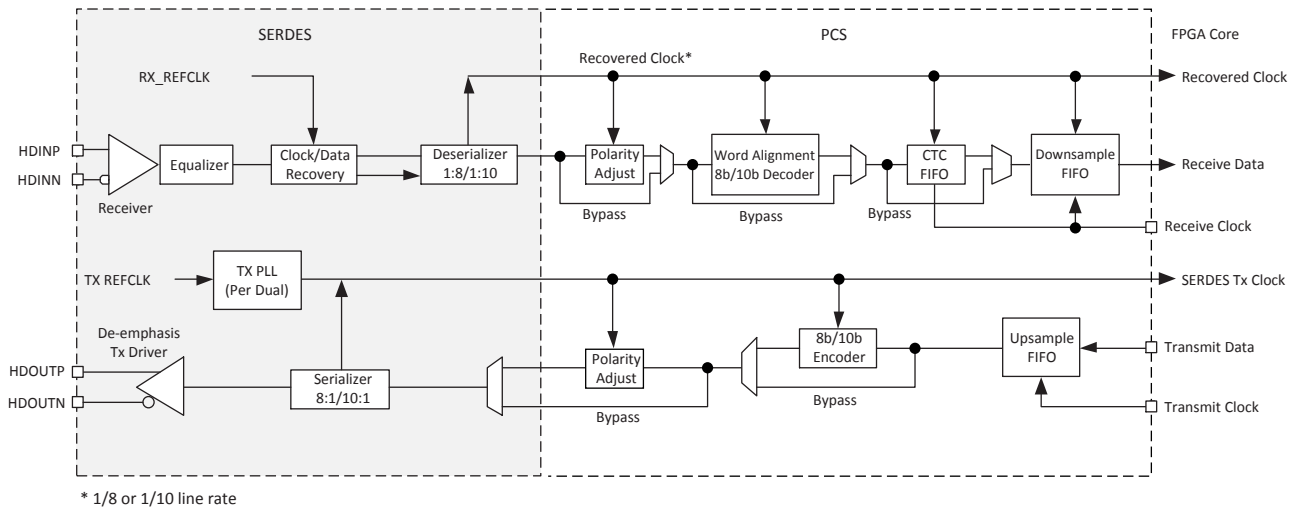 SERDES
PCS
FPGA Core
Recovered Clock*
RX_REFCLK
Recovered Clock
HDINP
HDINN
Equalizer
Clock/Data
Recovery
Deserializer
1:8/1:10
Polarity
Adjust
Word Alignment
8b/10b Decoder
CTC
FIFO
Downsample
FIFO
Receive Data
Receiver
Bypass
Bypass
Bypass
Receive Clock
TX REFCLK
TX PLL
(Per Dual)
SERDES Tx Clock
De-emphasis
Tx Driver
HDOUTP
HDOUTN
Serializer
8:1/10:1
Polarity
Adjust
Bypass
8b/10b
Encoder
Bypass
Upsample
FIFO
Transmit Data
Transmit Clock
* 1/8 or 1/10 line rate